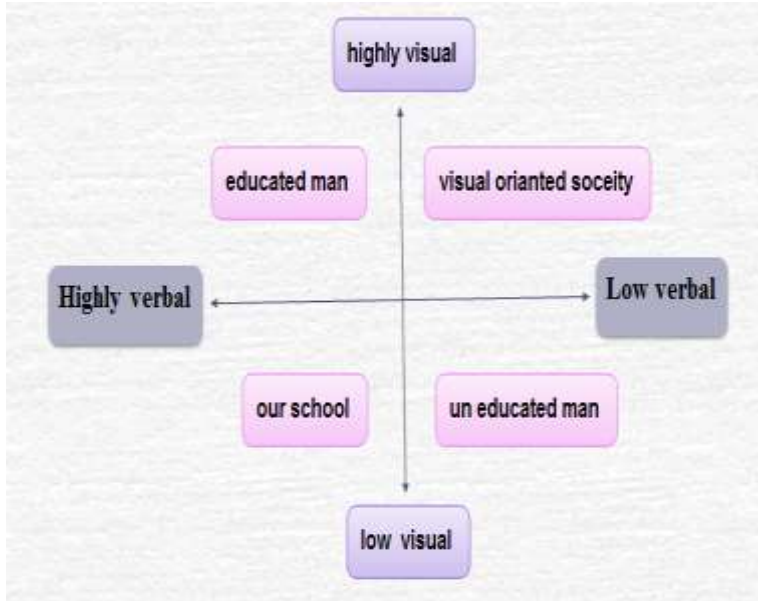 highly visual
educated man
visual orianted soceity
Highly verbal
Low verbal
our school
un educated man
low visual